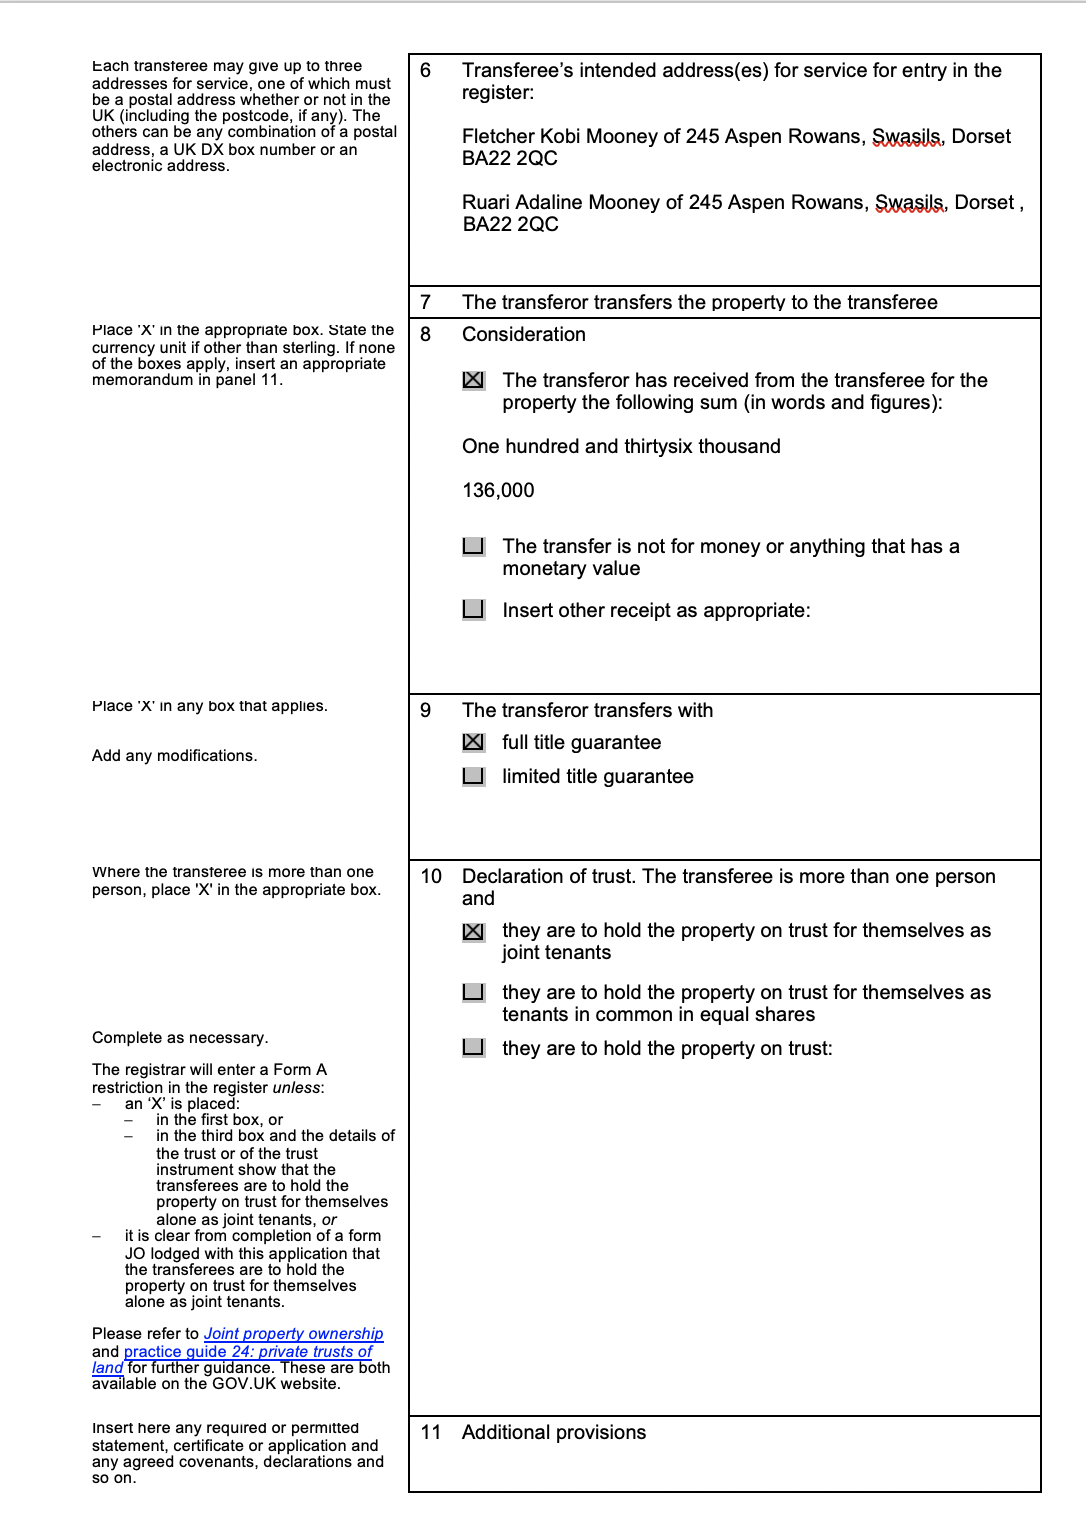 Each transferee may give up to three
addresses for service, one of which must
be a postal address whether or not in the
UK (including the postcode, if any). The
others can be any combination of a postal
address, a UK DX box number or an
electronic address.
6 Transferee’s intended address(es) for service for entry in the
register:
Fletcher Kobi Mooney of 245 Aspen Rowans, Swasils, Dorset
BA22 2QC
Ruari Adaline Mooney of 245 Aspen Rowans, Swasils, Dorset ,
BA22 2QC
7 The transferor transfers the property to the transferee
Place 'X' in the appropriate box. State the
currency unit if other than sterling. If none
of the boxes apply, insert an appropriate
memorandum in panel 11.
8 Consideration
The transferor has received from the transferee for the
property the following sum (in words and figures):
One hundred and thirtysix thousand
136,000
The transfer is not for money or anything that has a
monetary value
Insert other receipt as appropriate:
Place 'X' in any box that applies.
Add any modifications.
9 The transferor transfers with
full title guarantee
limited title guarantee
Where the transferee is more than one
person, place 'X' in the appropriate box.
Complete as necessary.
The registrar will enter a Form A
restriction in the register unless:
– an ‘X’ is placed:
– in the first box, or
– in the third box and the details of
the trust or of the trust
instrument show that the
transferees are to hold the
property on trust for themselves
alone as joint tenants, or
– it is clear from completion of a form
JO lodged with this application that
the transferees are to hold the
property on trust for themselves
alone as joint tenants.
Please refer to Joint property ownership
and practice guide 24: private trusts of
land for further guidance. These are both
available on the GOV.UK website.
10 Declaration of trust. The transferee is more than one person
and
they are to hold the property on trust for themselves as
joint tenants
they are to hold the property on trust for themselves as
tenants in common in equal shares
they are to hold the property on trust:
Insert here any required or permitted
statement, certificate or application and
any agreed covenants, declarations and
so on.
11 Additional provisions